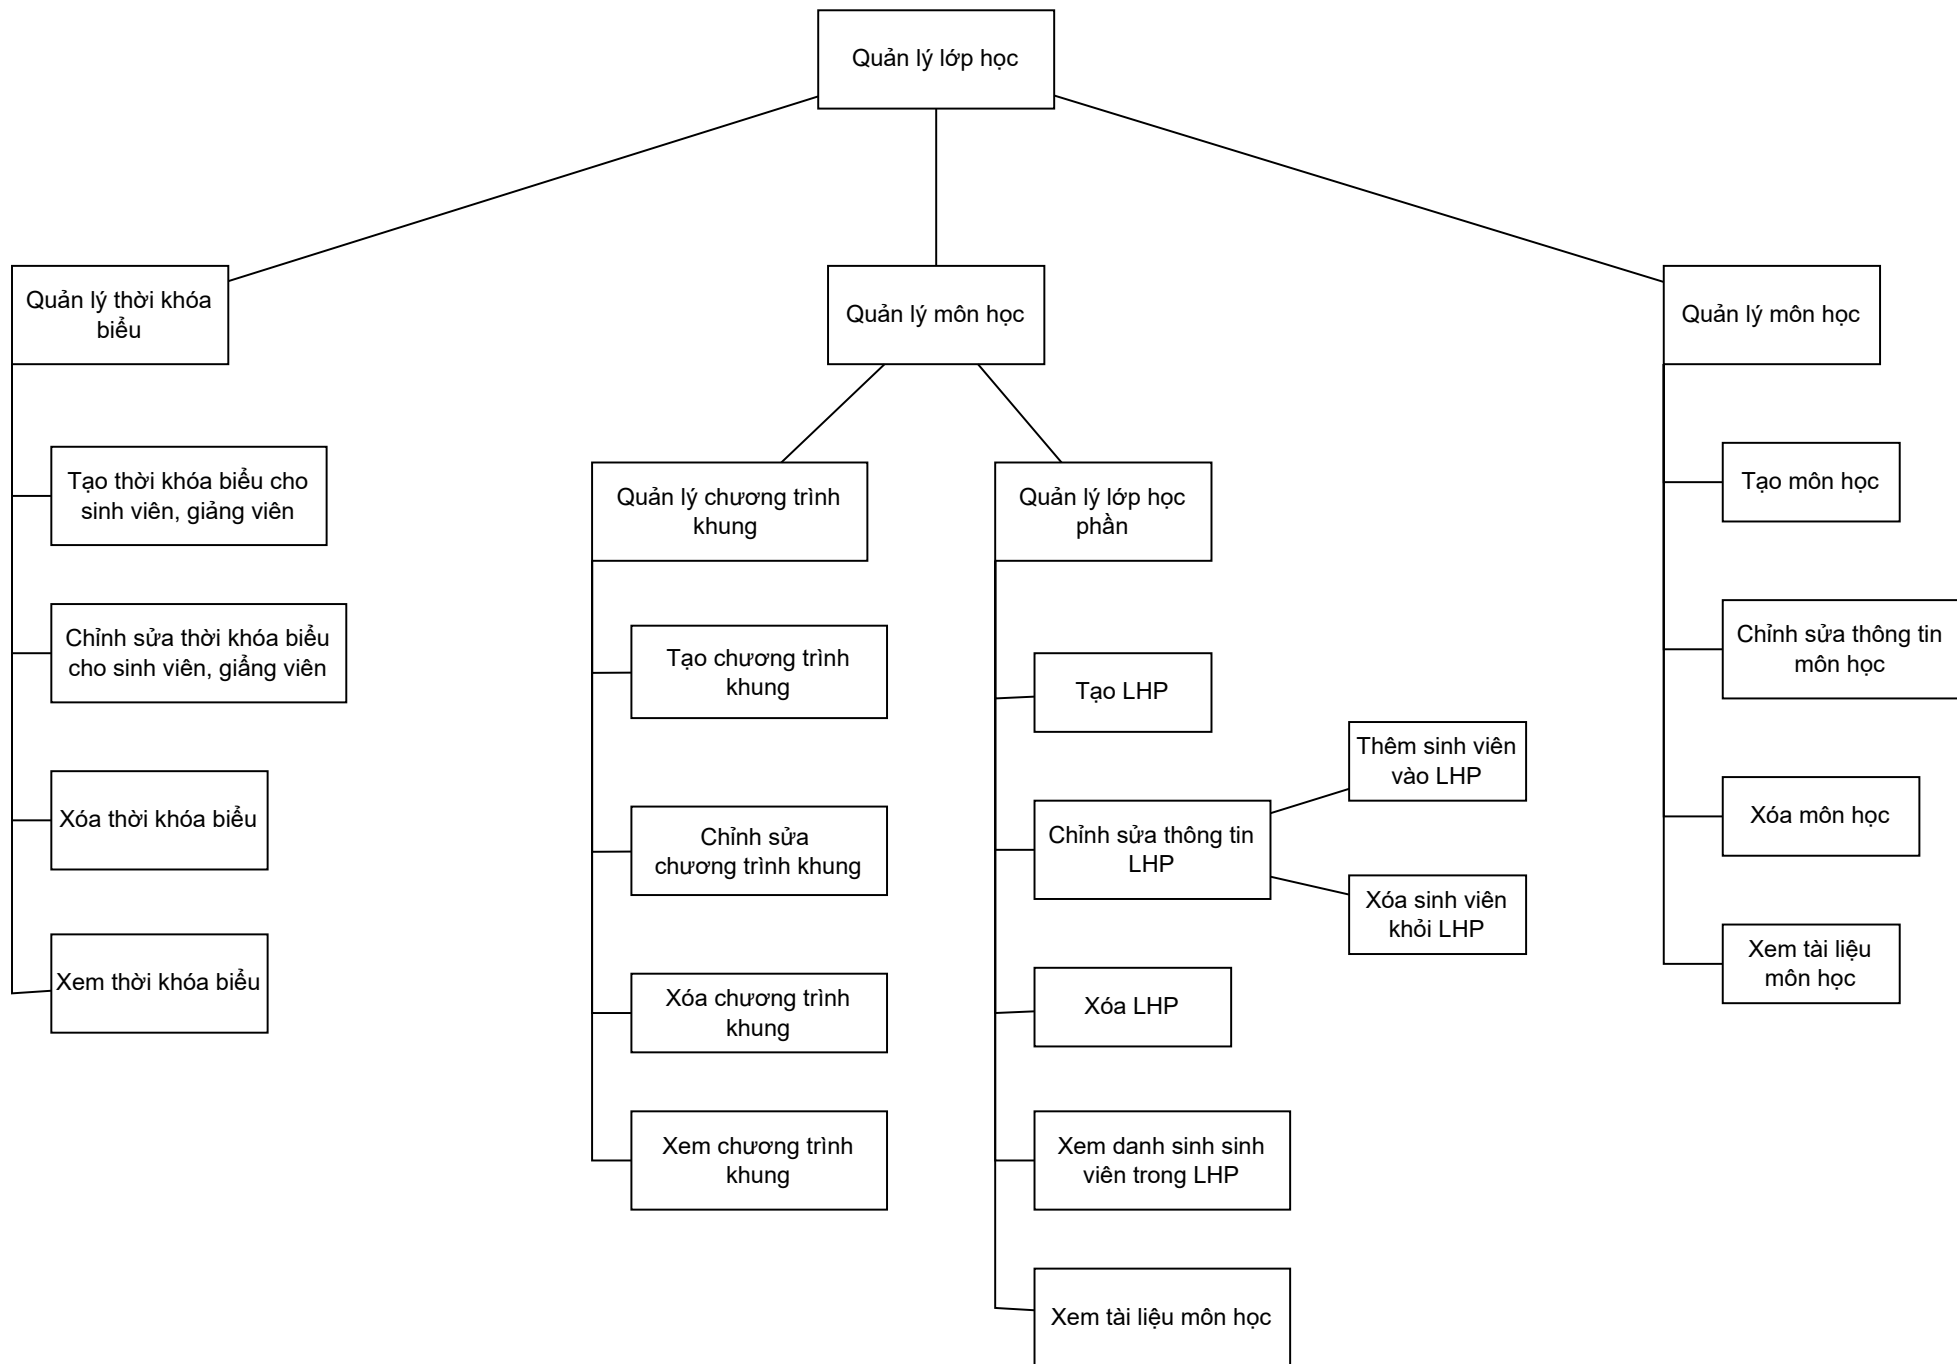 Quản lý lớp học
Quản lý thời khóa
biểu
Quản lý môn học
Quản lý môn học
Tạo thời khóa biểu cho
sinh viên, giảng viên
Chỉnh sửa thời khóa biểu
cho sinh viên, giảng viên
Xóa thời khóa biểu
Xem thời khóa biểu
Quản lý chương trình
khung
Tạo chương trình
khung
Chỉnh sửa
chương trình khung
Xóa chương trình
khung
Xem chương trình
khung
Quản lý lớp học
phần
Tạo LHP
Chỉnh sửa thông tin
LHP
Thêm sinh viên
vào LHP
Xóa sinh viên
khỏi LHP
Xóa LHP
Xem danh sinh sinh
viên trong LHP
Xem tài liệu môn học
Tạo môn học
Chỉnh sửa thông tin
môn học
Xóa môn học
Xem tài liệu
môn học